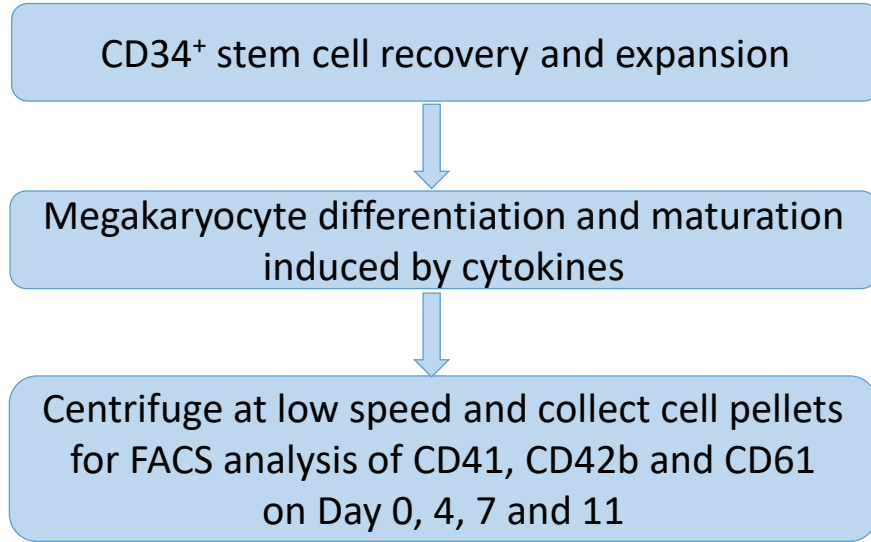 CD34⁺ stem cell recovery and expansion
Megakaryocyte differentiation and maturation
induced by cytokines
Centrifuge at low speed and collect cell pellets
for FACS analysis of CD41, CD42b and CD61
on Day 0, 4, 7 and 11